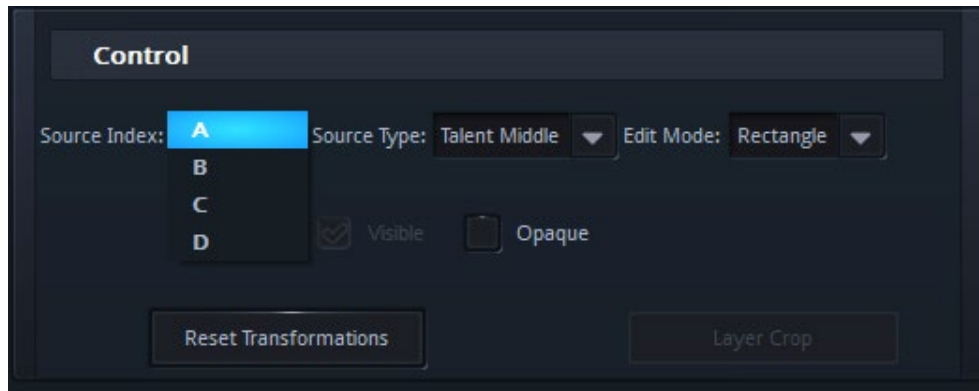 Control
Source Index: A Source Type: Talent Middle Edit Mode: Rectangle
B
C
D
Visible Opaque
Reset Transformations Layer Crop